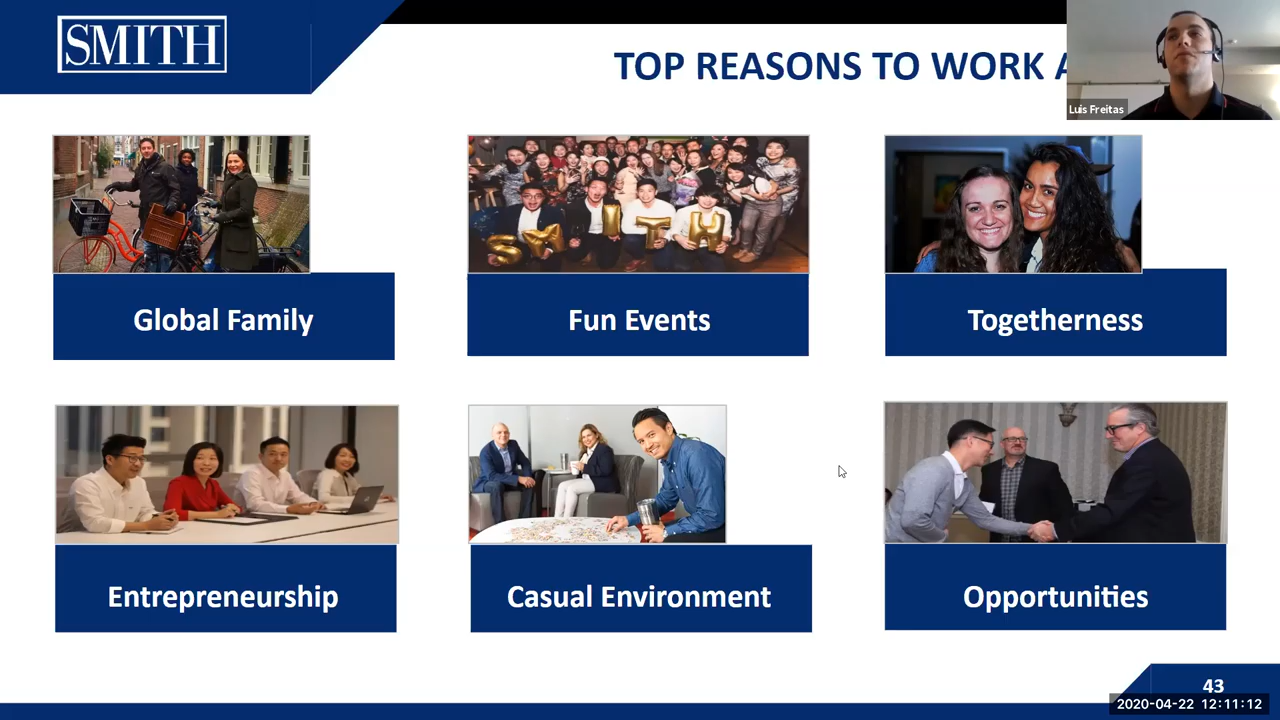 SMITH
TOP REASONS TO WORK
Luis Freitas
SMITH
Global Family
Fun Events
Togetherness
Entrepreneurship
Casual Environment
Opportunities
43
2020-04-22 12:11:12